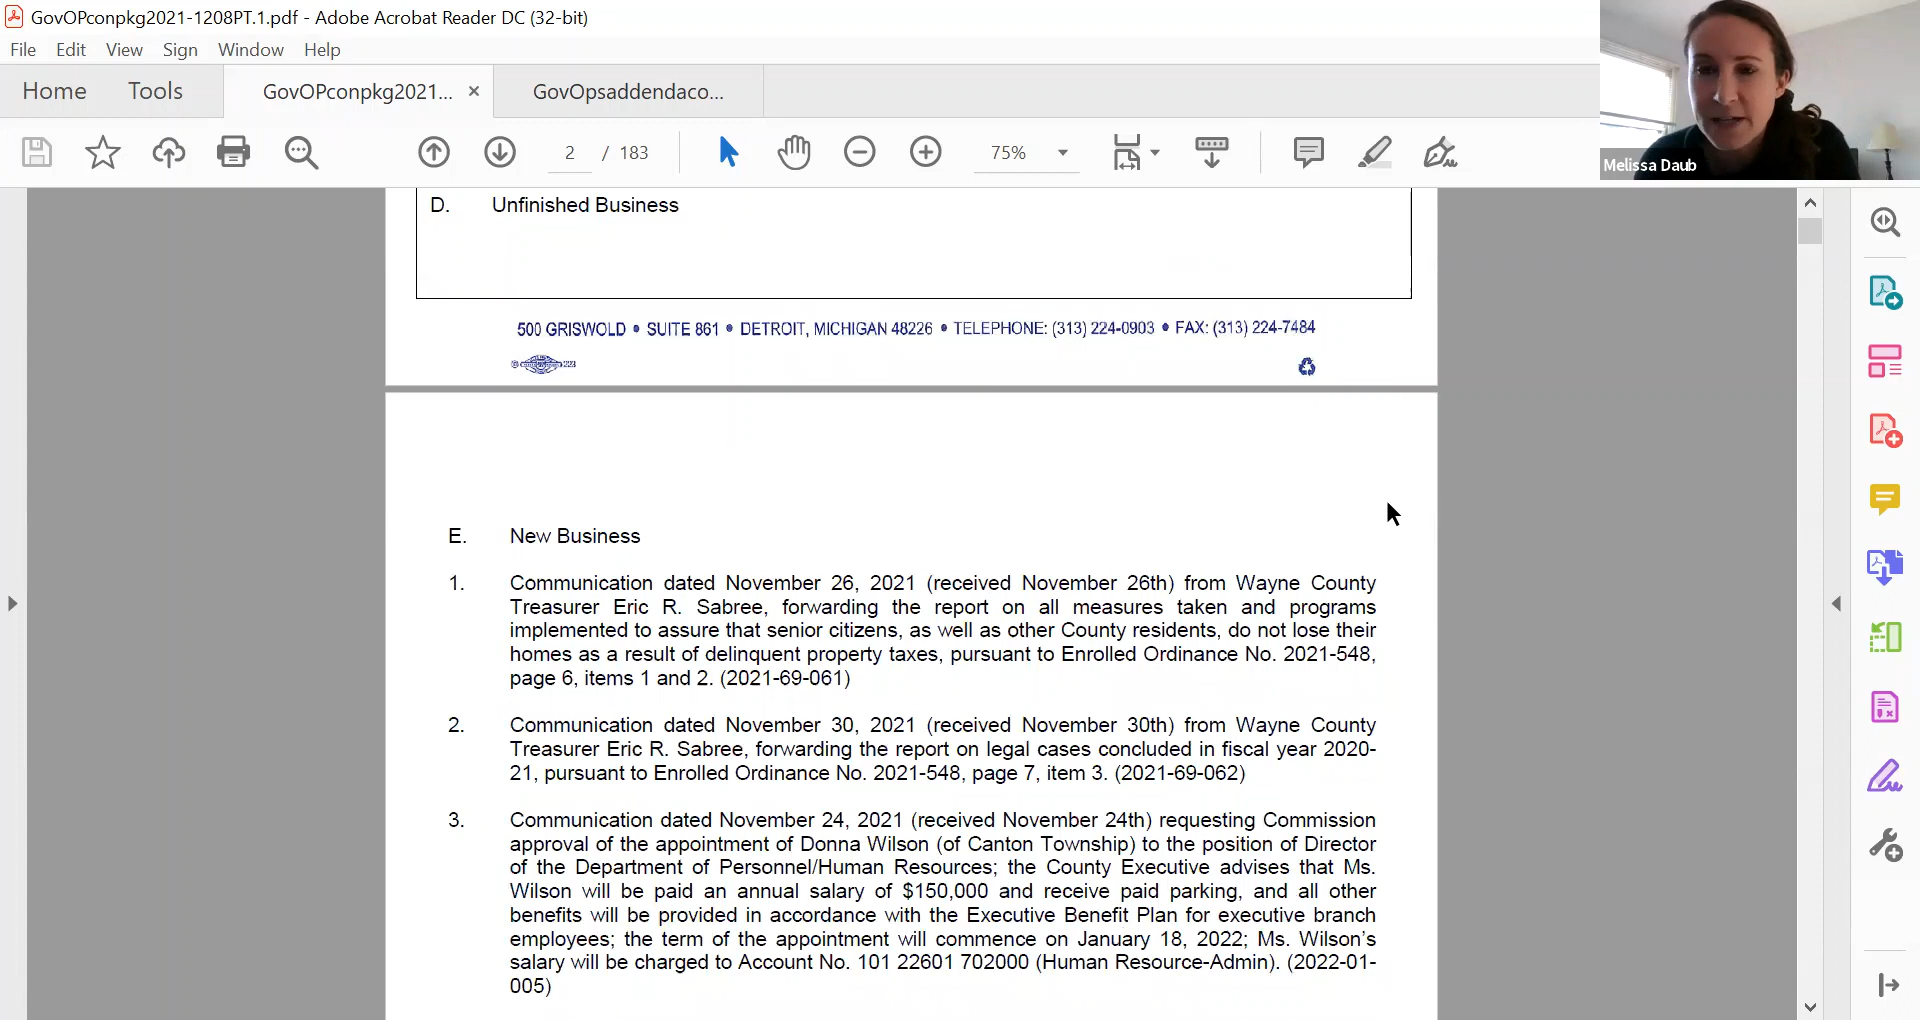 GovOPconpkg2021-1208PT.1.pdf - Adobe Acrobat Reader DC (32-bit)
File Edit View Sign Window Help
Home Tools GovOPconpkg2021... × GovOpsaddendaco...
2 / 183 75%
Melissa Daub
D. Unfinished Business
500 GRISWOLD • SUITE 861 • DETROIT, MICHIGAN 48226 • TELEPHONE: (313) 224-0903 • FAX: (313) 224-7484
E. New Business
1. Communication dated November 26, 2021 (received November 26th) from Wayne County
Treasurer Eric R. Sabree, forwarding the report on all measures taken and programs
implemented to assure that senior citizens, as well as other County residents, do not lose their
homes as a result of delinquent property taxes, pursuant to Enrolled Ordinance No. 2021-548,
page 6, items 1 and 2. (2021-69-061)
2. Communication dated November 30, 2021 (received November 30th) from Wayne County
Treasurer Eric R. Sabree, forwarding the report on legal cases concluded in fiscal year 2020-
21, pursuant to Enrolled Ordinance No. 2021-548, page 7, item 3. (2021-69-062)
3. Communication dated November 24, 2021 (received November 24th) requesting Commission
approval of the appointment of Donna Wilson (of Canton Township) to the position of Director
of the Department of Personnel/Human Resources; the County Executive advises that Ms.
Wilson will be paid an annual salary of $150,000 and receive paid parking, and all other
benefits will be provided in accordance with the Executive Benefit Plan for executive branch
employees; the term of the appointment will commence on January 18, 2022; Ms. Wilson's
salary will be charged to Account No. 101 22601 702000 (Human Resource-Admin). (2022-01-
005)